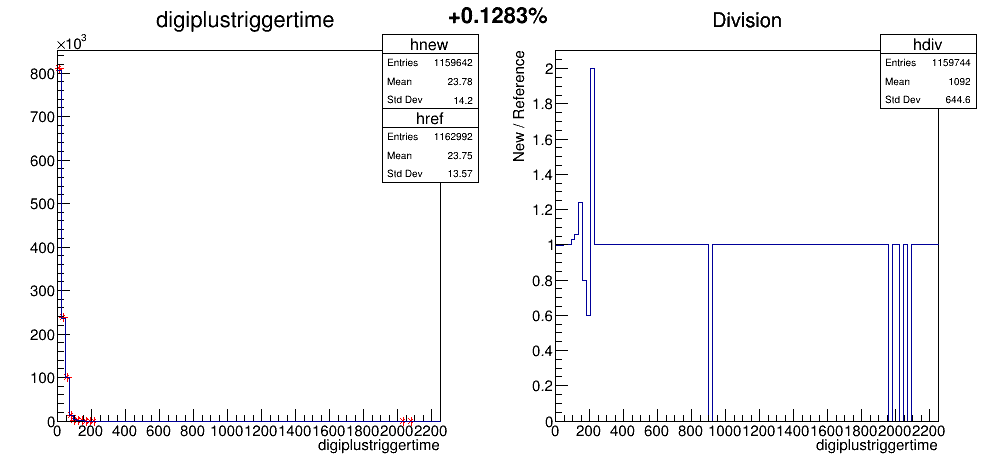 +0.1283%
digiplustriggertime
×10³
hnew
Entries 1159642
Mean 23.78
Std Dev 14.2
href
Entries 1162992
Mean 23.75
Std Dev 13.57
800
700
600
500
400
300
200
100
0
0 200 400 600 800 1000 1200 1400 1600 1800 2000 2200
digiplustriggertime
Division
hdiv
Entries 1159744
Mean 1092
Std Dev 644.6
New / Reference
2
1.8
1.6
1.4
1.2
1
0.8
0.6
0.4
0.2
0
0 200 400 600 800 1000 1200 1400 1600 1800 2000 2200
digiplustriggertime